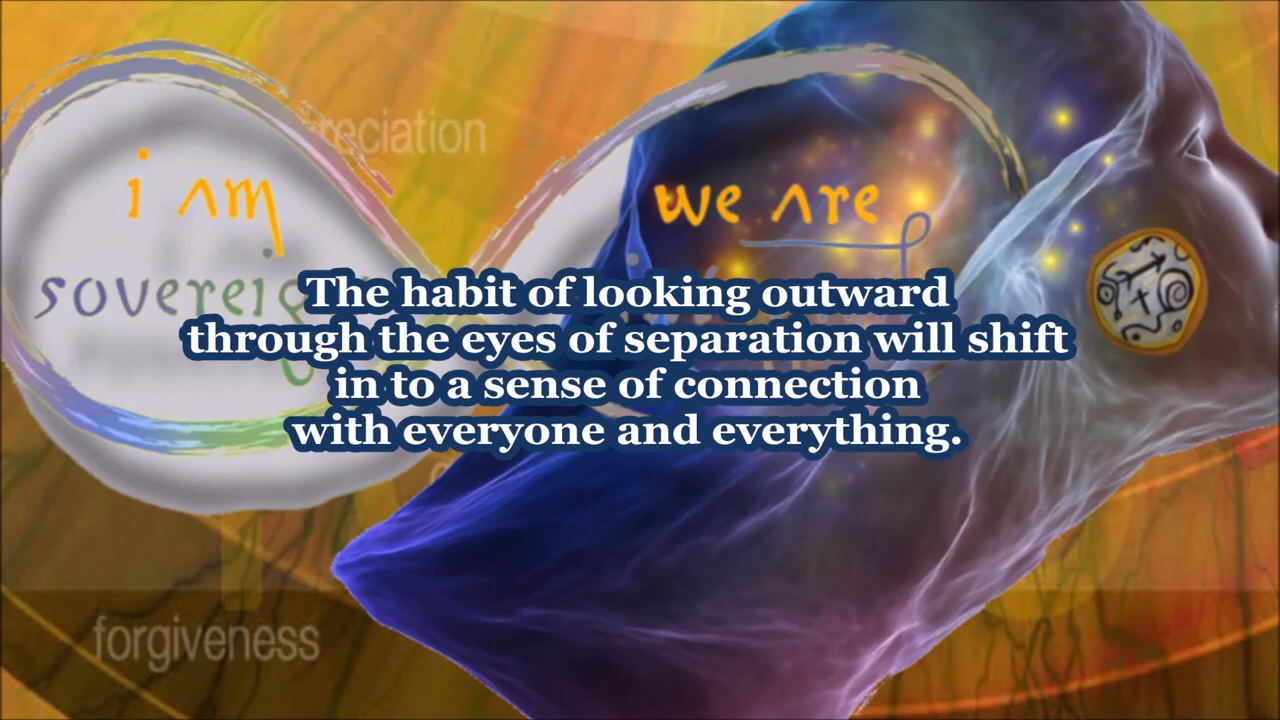 reciation
i am
we are
sovereig
The habit of looking outward
through the eyes of separation will shift
in to a sense of connection
with everyone and everything.
forgiveness